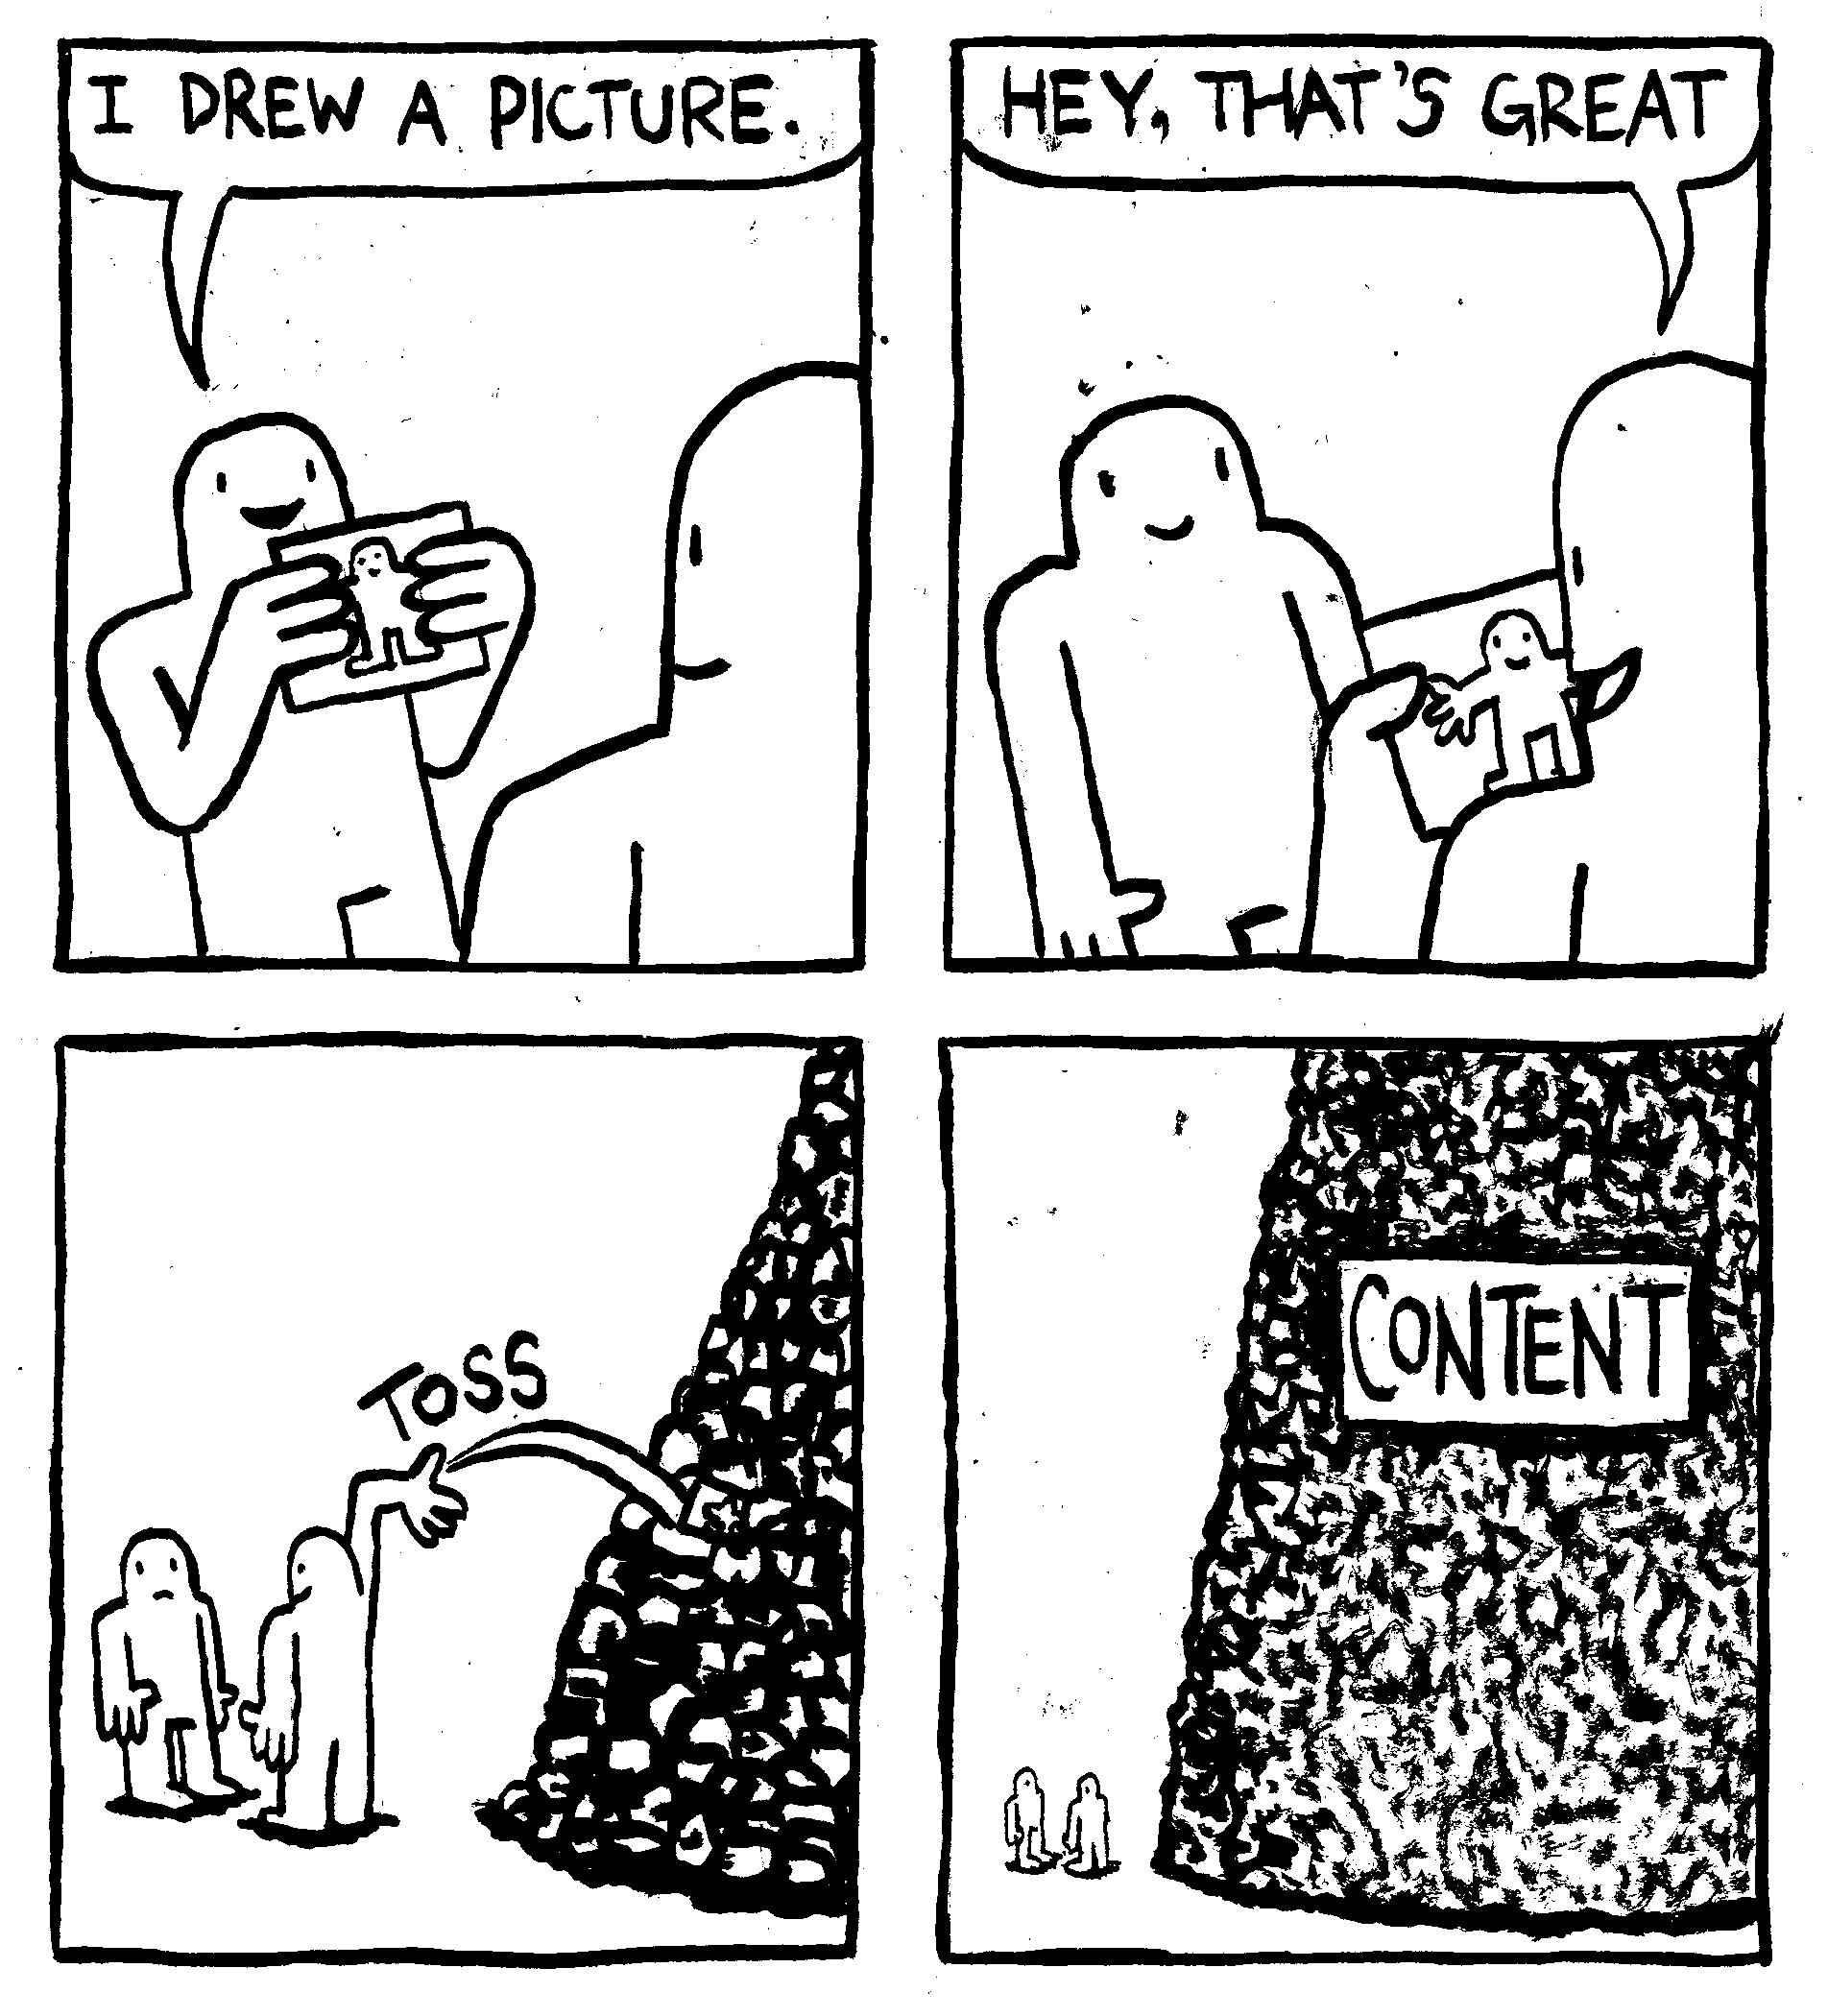 I DREW A PICTURE.
HEY, THAT'S GREAT
TOSS
CONTENT